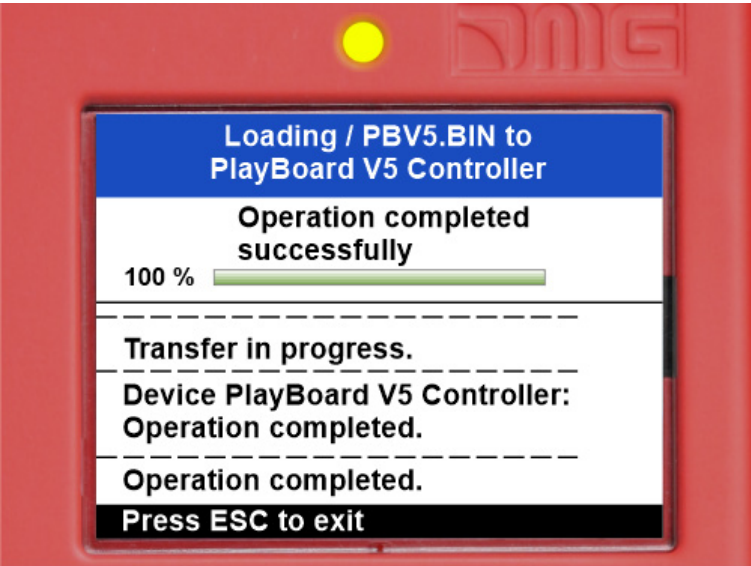 DMG
Loading / PBV5.BIN to
PlayBoard V5 Controller
Operation completed
successfully
100 %
Transfer in progress.
Device PlayBoard V5 Controller:
Operation completed.
Operation completed.
Press ESC to exit